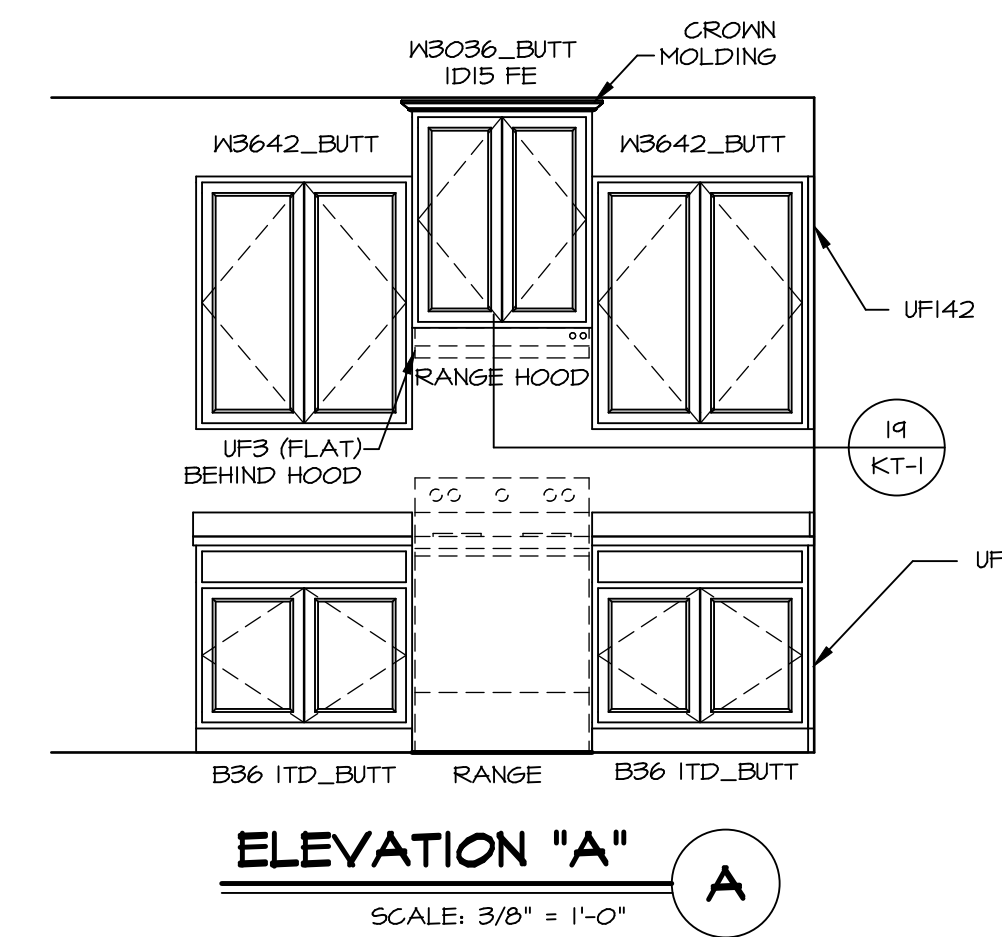 CROWN
MOLDING
W3036_BUTT
1D15 FE
W3642_BUTT
W3642_BUTT
UF142
RANGE HOOD
UF3 (FLAT)
BEHIND HOOD
19
KT-1
UF
B36 1TD_BUTT
RANGE
B36 1TD_BUTT
ELEVATION "A"
A
SCALE: 3/8" = 1'-0"